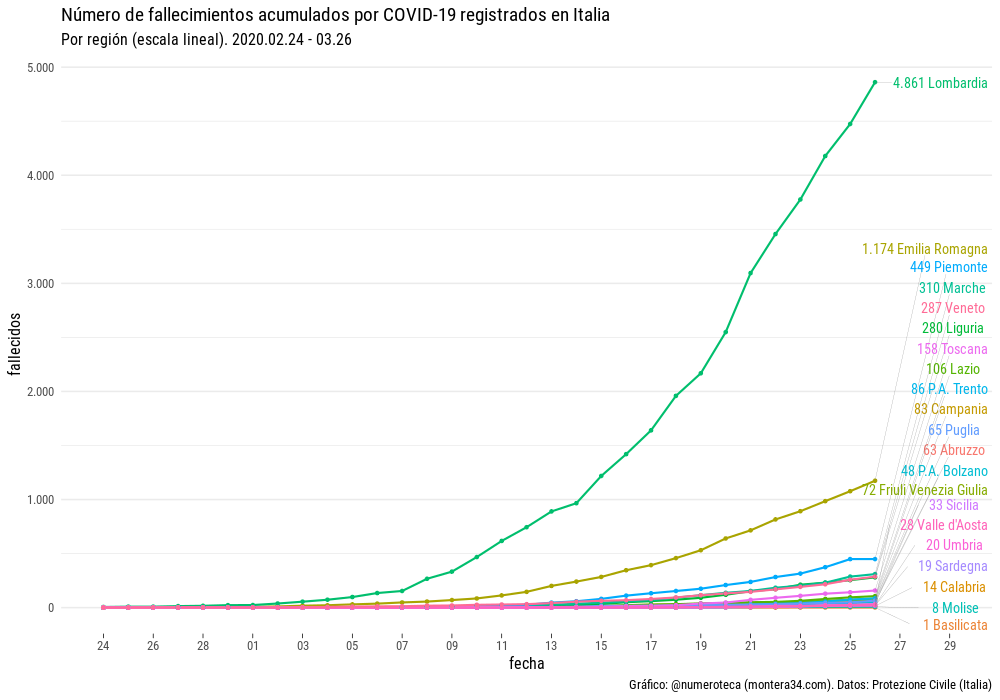 Número de fallecimientos acumulados por COVID-19 registrados en Italia
Por región (escala lineal). 2020.02.24 - 03.26
5.000
4.000
3.000
2.000
1.000
0
fallecidos
4.861 Lombardia
1.174 Emilia Romagna
449 Piemonte
310 Marche
287 Veneto
280 Liguria
158 Toscana
106 Lazio
86 P.A. Trento
83 Campania
65 Puglia
63 Abruzzo
48 P.A. Bolzano
72 Friuli Venezia Giulia
33 Sicilia
28 Valle d'Aosta
20 Umbria
19 Sardegna
14 Calabria
8 Molise
1 Basilicata
24 26 28 01 03 05 07 09 11 13 15 17 19 21 23 25 27 29
fecha
Gráfico: @numeroteca (montera34.com). Datos: Protezione Civile (Italia)